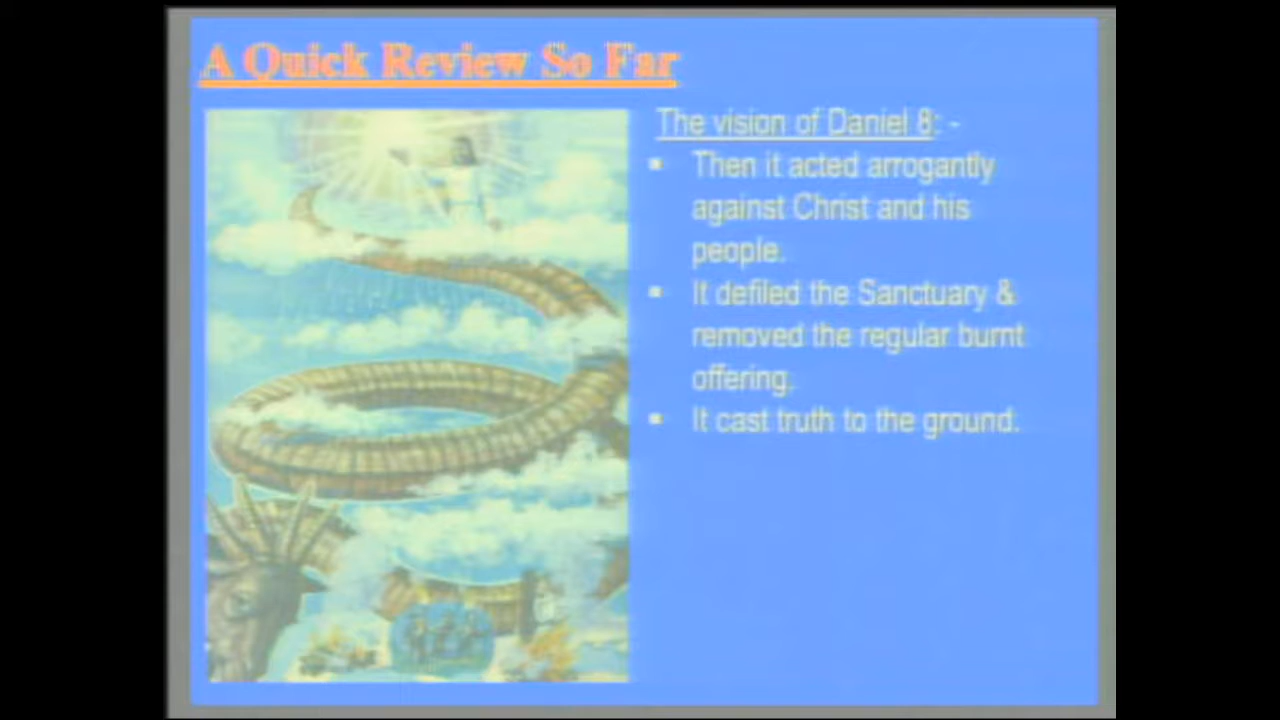 A Quick Review So Far
The vision of Daniel 8: -
▪ Then it acted arrogantly
against Christ and his
people.
▪ It defiled the Sanctuary &
removed the regular burnt
offering.
▪ It cast truth to the ground.